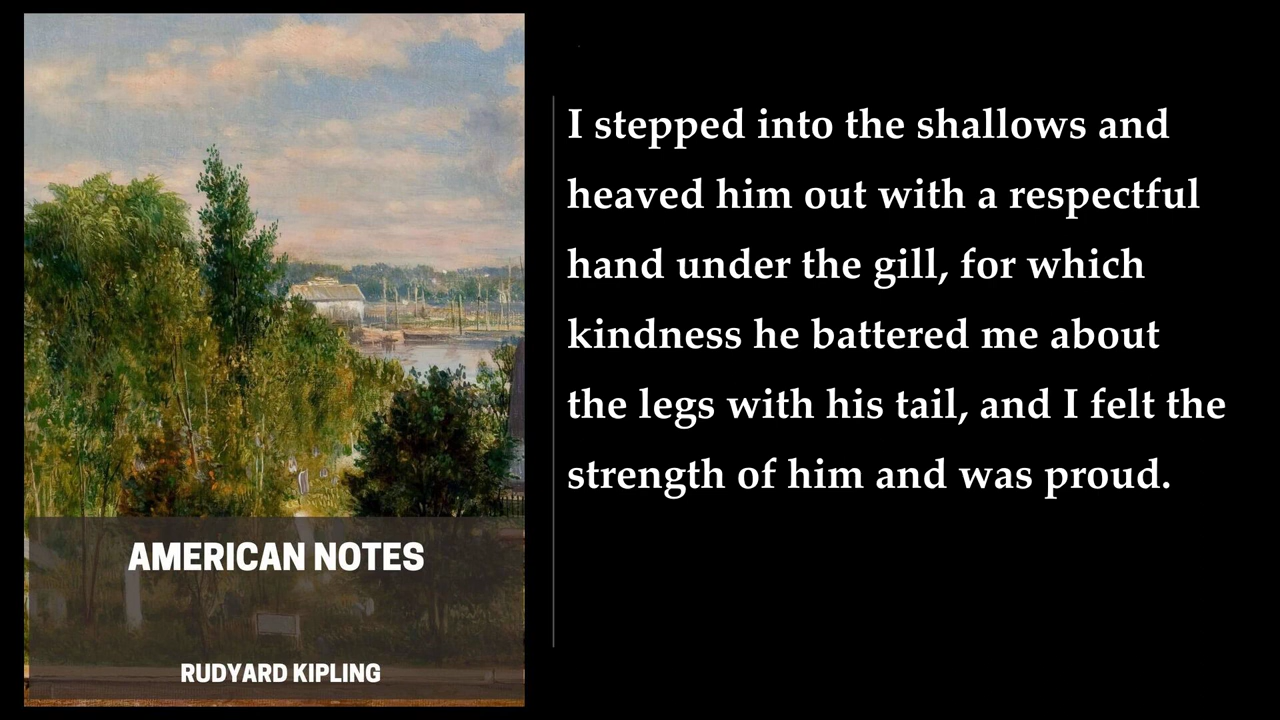 I stepped into the shallows and
heaved him out with a respectful
hand under the gill, for which
kindness he battered me about
the legs with his tail, and I felt the
strength of him and was proud.
AMERICAN NOTES
RUDYARD KIPLING